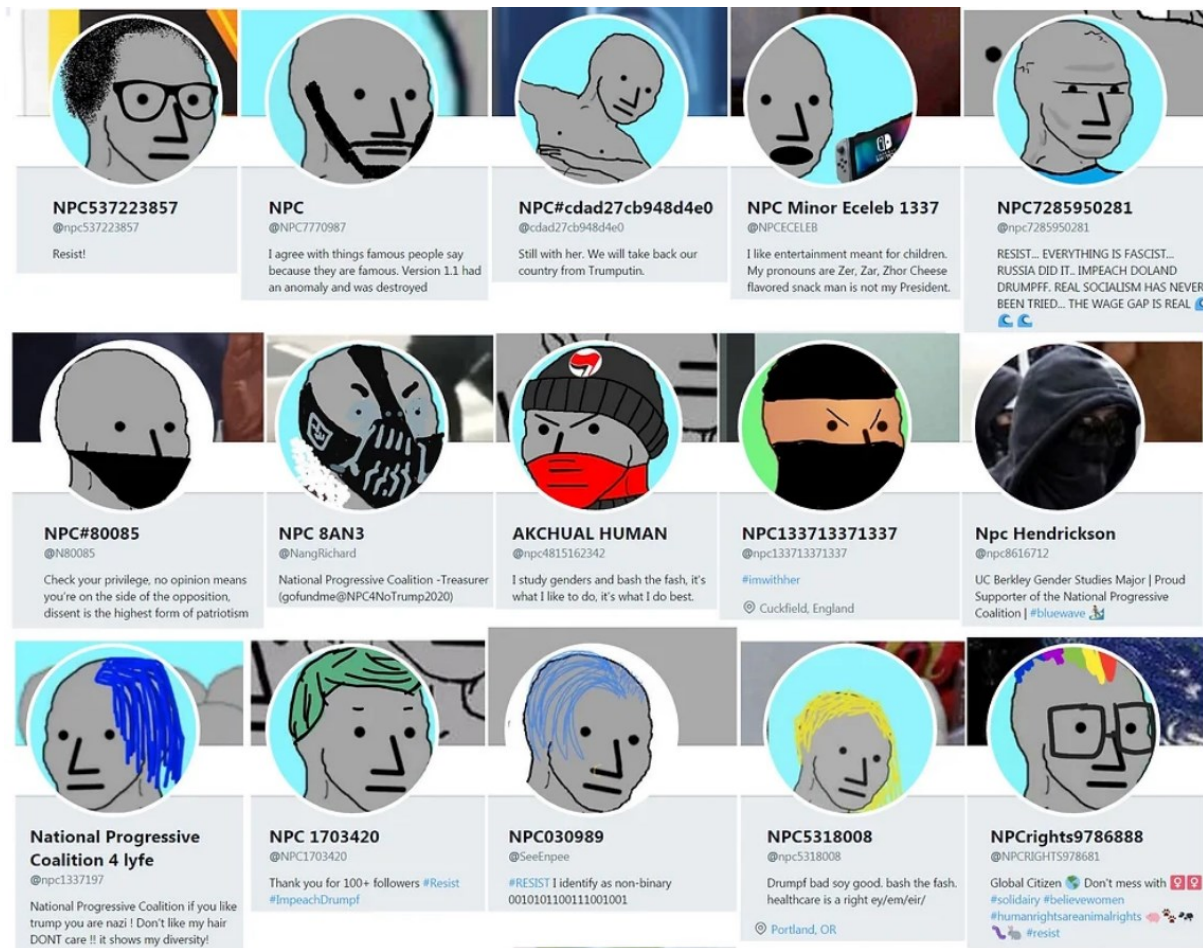 NPC537223857
@npc537223857
Resist!
NPC
@NPC7770987
I agree with things famous people say
because they are famous. Version 1.1 had
an anomaly and was destroyed
NPC#cdad27cb948d4e0
@cdad27cb948d4e0
Still with her. We will take back our
country from Trumputin.
NPC Minor Eceleb 1337
@NPCECELEB
I like entertainment meant for children.
My pronouns are Zer, Zar, Zhor Cheese
flavored snack man is not my President.
NPC7285950281
@npc7285950281
RESIST... EVERYTHING IS FASCIST...
RUSSIA DID IT.. IMPEACH DOLAND
DRUMPFF. REAL SOCIALISM HAS NEVER
BEEN TRIED... THE WAGE GAP IS REAL 🌊
🌊 🌊
NPC#80085
@N80085
Check your privilege, no opinion means
you're on the side of the opposition,
dissent is the highest form of patriotism
NPC 8AN3
@NangRichard
National Progressive Coalition -Treasurer
(gofundme@NPC4NoTrump2020)
AKCHUAL HUMAN
@npc4815162342
I study genders and bash the fash, it's
what I like to do, it's what I do best.
NPC133713371337
@npc133713371337
#imwithher
Cuckfield, England
Npc Hendrickson
@npc8616712
UC Berkley Gender Studies Major | Proud
Supporter of the National Progressive
Coalition | #bluewave 🏄
National Progressive
Coalition 4 lyfe
@npc1337197
National Progressive Coalition if you like
trump you are nazi ! Don't like my hair
DONT care !! it shows my diversity!
NPC 1703420
@NPC1703420
Thank you for 100+ followers #Resist
#ImpeachDrumpf
NPC030989
@SeeEnpee
#RESIST I identify as non-binary
0010101100111001001
NPC5318008
@npc5318008
Drumpf bad soy good. bash the fash.
healthcare is a right ey/em/eir/
Portland, OR
NPCrights9786888
@NPCRIGHTS978681
Global Citizen 🌎 Don't mess with 🚺🚺
#solidairy #believewomen
#humanrightsareanimalrights 🐖🐾🐄
🐛🐇 #resist